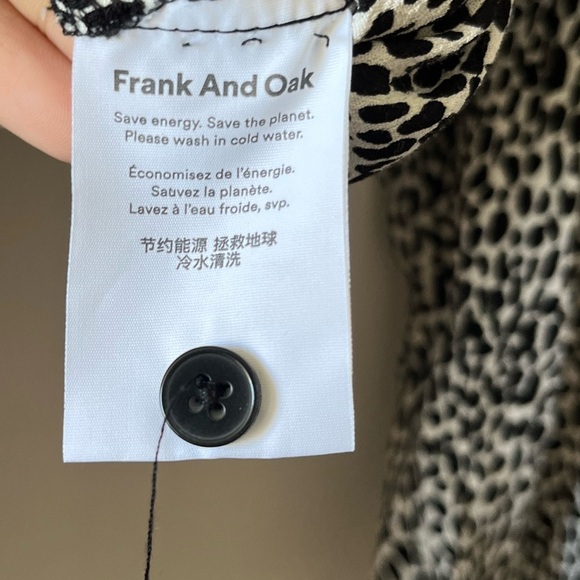 Frank And Oak
Save energy. Save the planet.
Please wash in cold water.
Économisez de l'énergie.
Sauvez la planète.
Lavez à l'eau froide, svp.
节约能源 拯救地球
冷水清洗